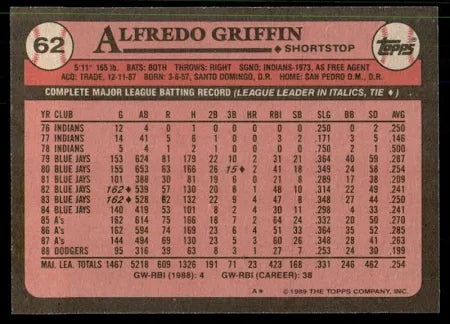 62
ALFREDO GRIFFIN
♦ SHORTSTOP
Topps
5'11" 165 lb. BATS: BOTH THROWS: RIGHT SGND: INDIANS-1973, AS FREE AGENT
ACQ: TRADE, 12-11-87 BORN: 3-6-57, SANTO DOMINGO, D.R. HOME: SAN PEDRO D.M., D.R.
COMPLETE MAJOR LEAGUE BATTING RECORD (LEAGUE LEADER IN ITALICS, TIE ♦)
YR CLUB G AB R H 2B 3B HR RBI SB SLG BB SO AVG
76 INDIANS 12 4 0 1 0 0 0 0 0 .250 0 2 .250
77 INDIANS 14 41 5 6 1 0 0 3 2 .171 3 5 .146
78 INDIANS 5 4 1 2 1 0 0 0 0 .750 2 1 .500
79 BLUE JAYS 153 624 81 179 22 10 2 31 21 .364 40 59 .287
80 BLUE JAYS 155 653 63 166 26 15♦ 2 41 18 .349 24 58 .254
81 BLUE JAYS 101 388 30 81 19 6 0 21 8 .289 17 38 .209
82 BLUE JAYS 162♦ 539 57 130 20 8 1 48 10 .314 22 48 .241
83 BLUE JAYS 162♦ 528 62 132 22 9 4 47 8 .348 27 44 .250
84 BLUE JAYS 140 419 53 101 8 2 4 30 11 .298 4 33 .241
85 A's 162 614 75 166 18 7 2 64 24 .332 20 50 .270
86 A's 162 594 74 169 23 6 4 51 33 .364 35 52 .285
87 A's 144 494 69 130 23 5 3 60 26 .348 28 41 .263
88 DODGERS 95 316 39 63 8 3 1 27 7 .253 24 30 .199
MAJ. LEA. TOTALS 1467 5218 609 1326 191 71 23 423 168 .331 246 462 .254
GW-RBI (1988): 4 GW-RBI (CAREER): 38
A* © 1989 THE TOPPS COMPANY, INC.